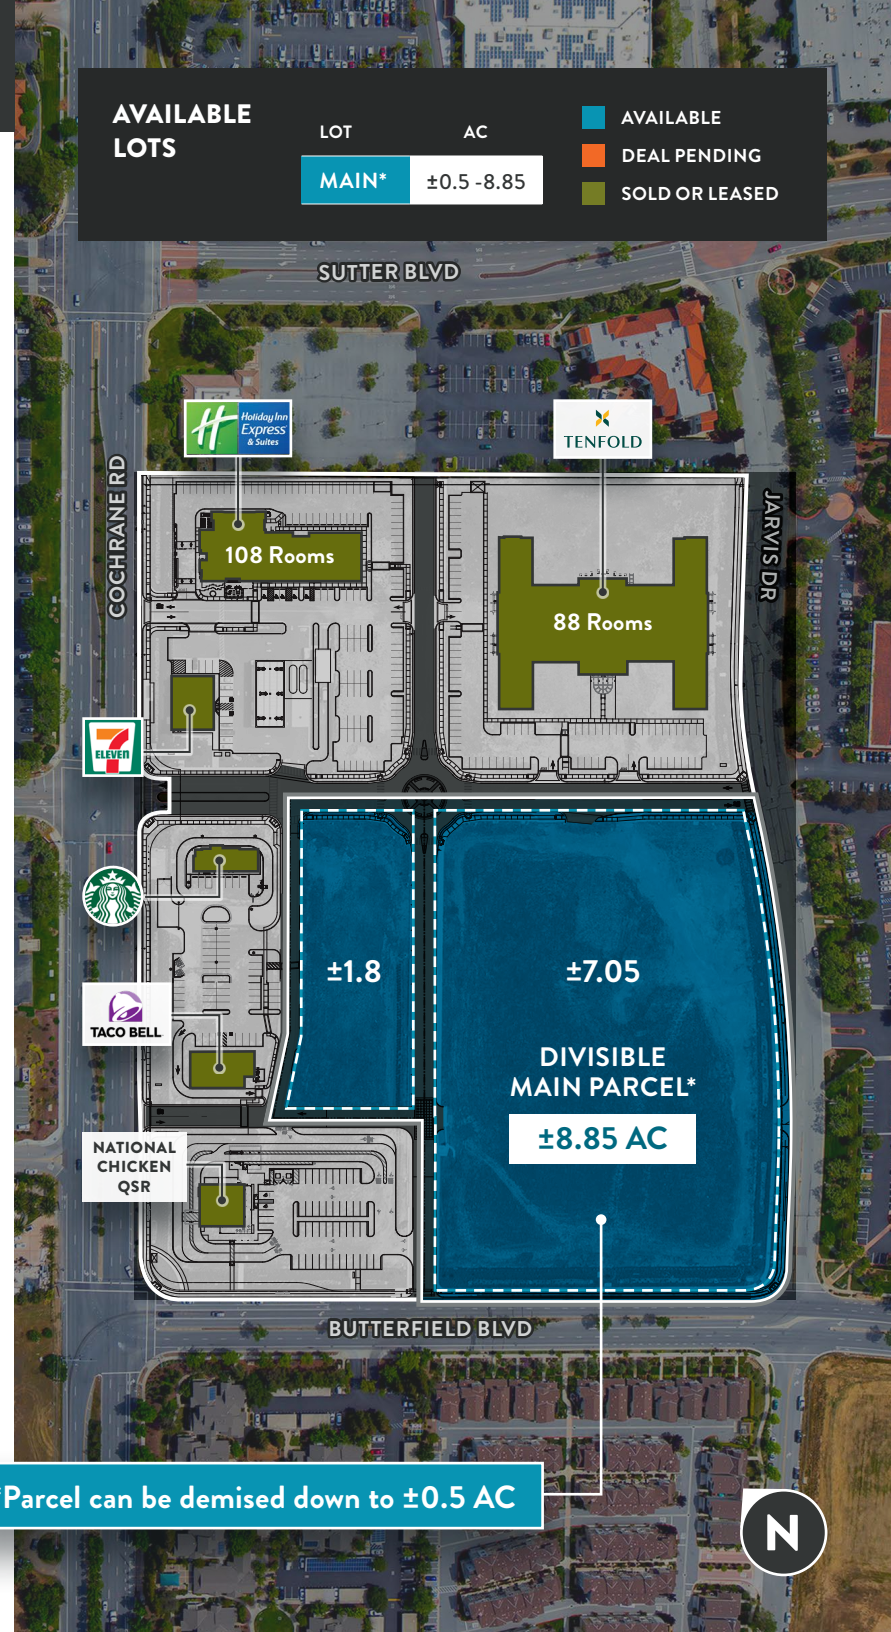 AVAILABLE
LOTS
LOT AC
MAIN* ±0.5 -8.85
AVAILABLE
DEAL PENDING
SOLD OR LEASED
SUTTER BLVD
Holiday Inn
Express
& Suites
TENFOLD
COCHRANE RD
JARVIS DR
108 Rooms
88 Rooms
7
ELEVEN
±1.8
±7.05
TACO BELL
DIVISIBLE
MAIN PARCEL*
±8.85 AC
NATIONAL
CHICKEN
QSR
BUTTERFIELD BLVD
*Parcel can be demised down to ±0.5 AC
N